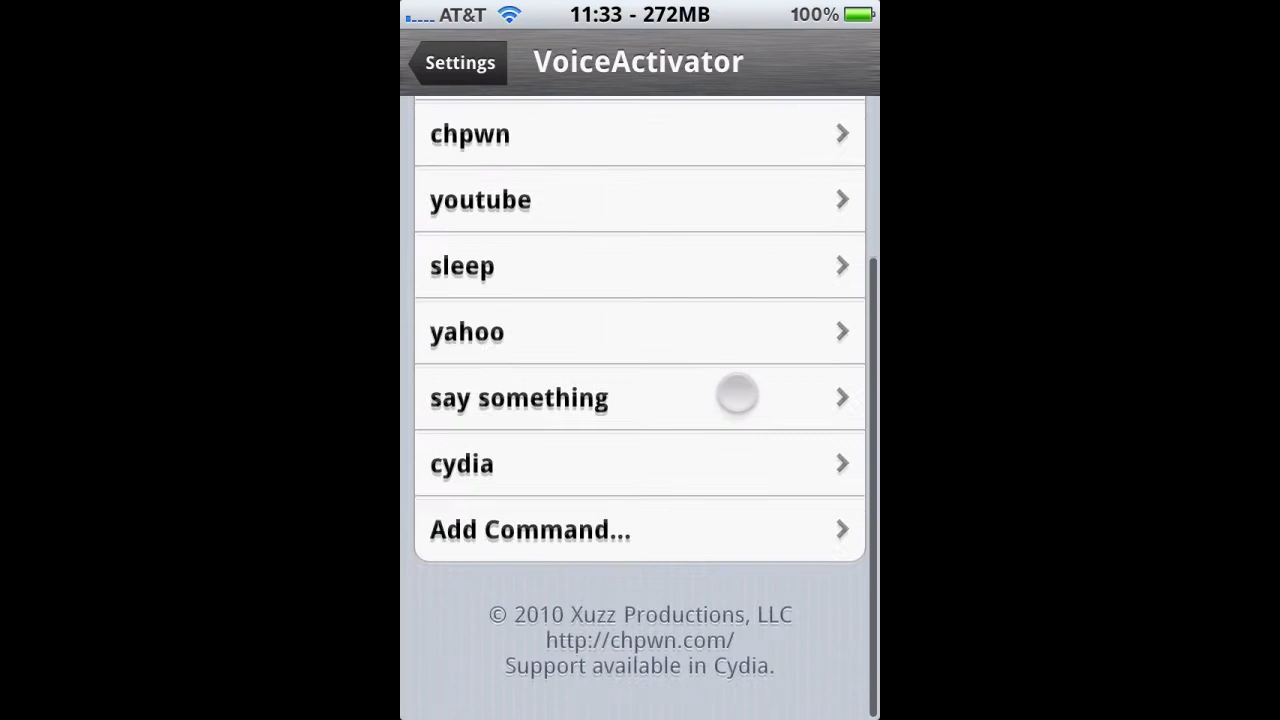 AT&T 11:33 - 272MB 100%
Settings VoiceActivator
chpwn
youtube
sleep
yahoo
say something
cydia
Add Command...
© 2010 Xuzz Productions, LLC
http://chpwn.com/
Support available in Cydia.